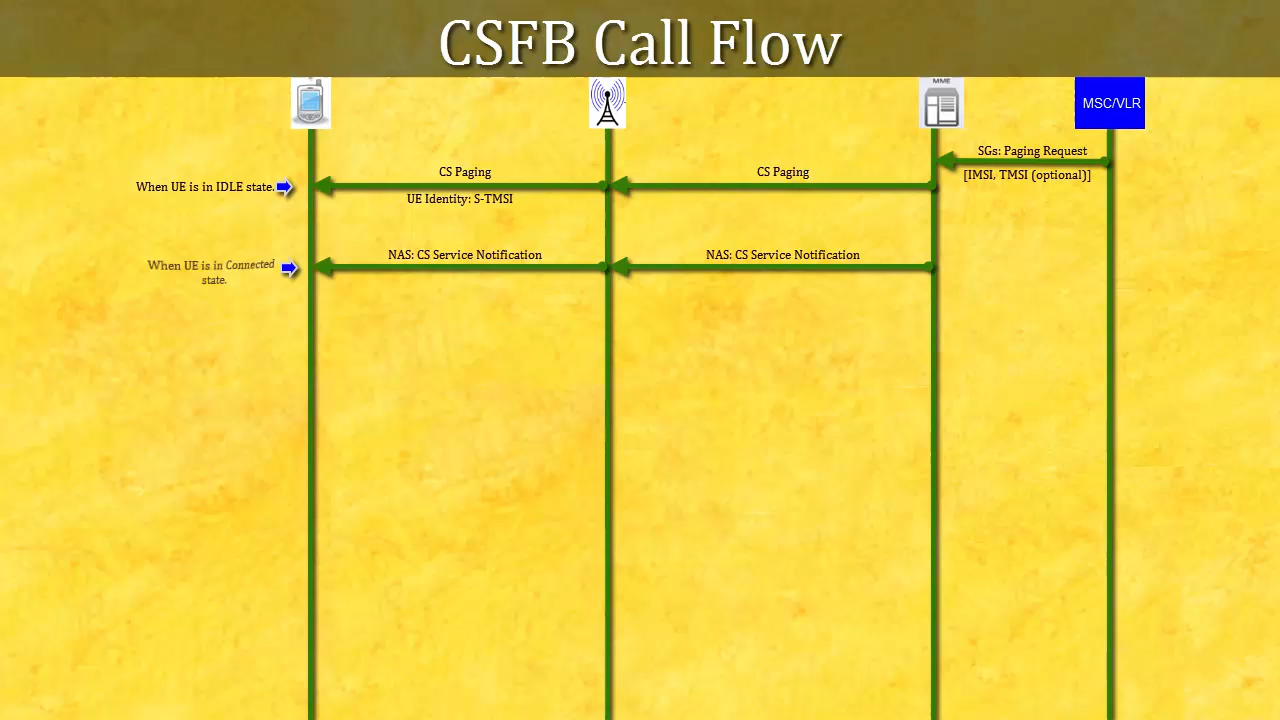 CSFB Call Flow
MME
MSC/VLR
SGs: Paging Request
[IMSI, TMSI (optional)]
CS Paging
CS Paging
When UE is in IDLE state.
UE Identity: S-TMSI
NAS: CS Service Notification
NAS: CS Service Notification
When UE is in Connected
state.